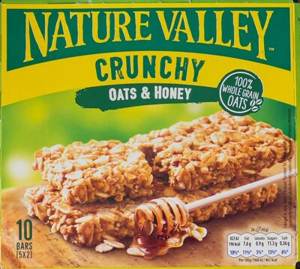 NATURE VALLEY
CRUNCHY
OATS & HONEY
100%
WHOLE GRAIN
OATS
10
BARS
(5X2)